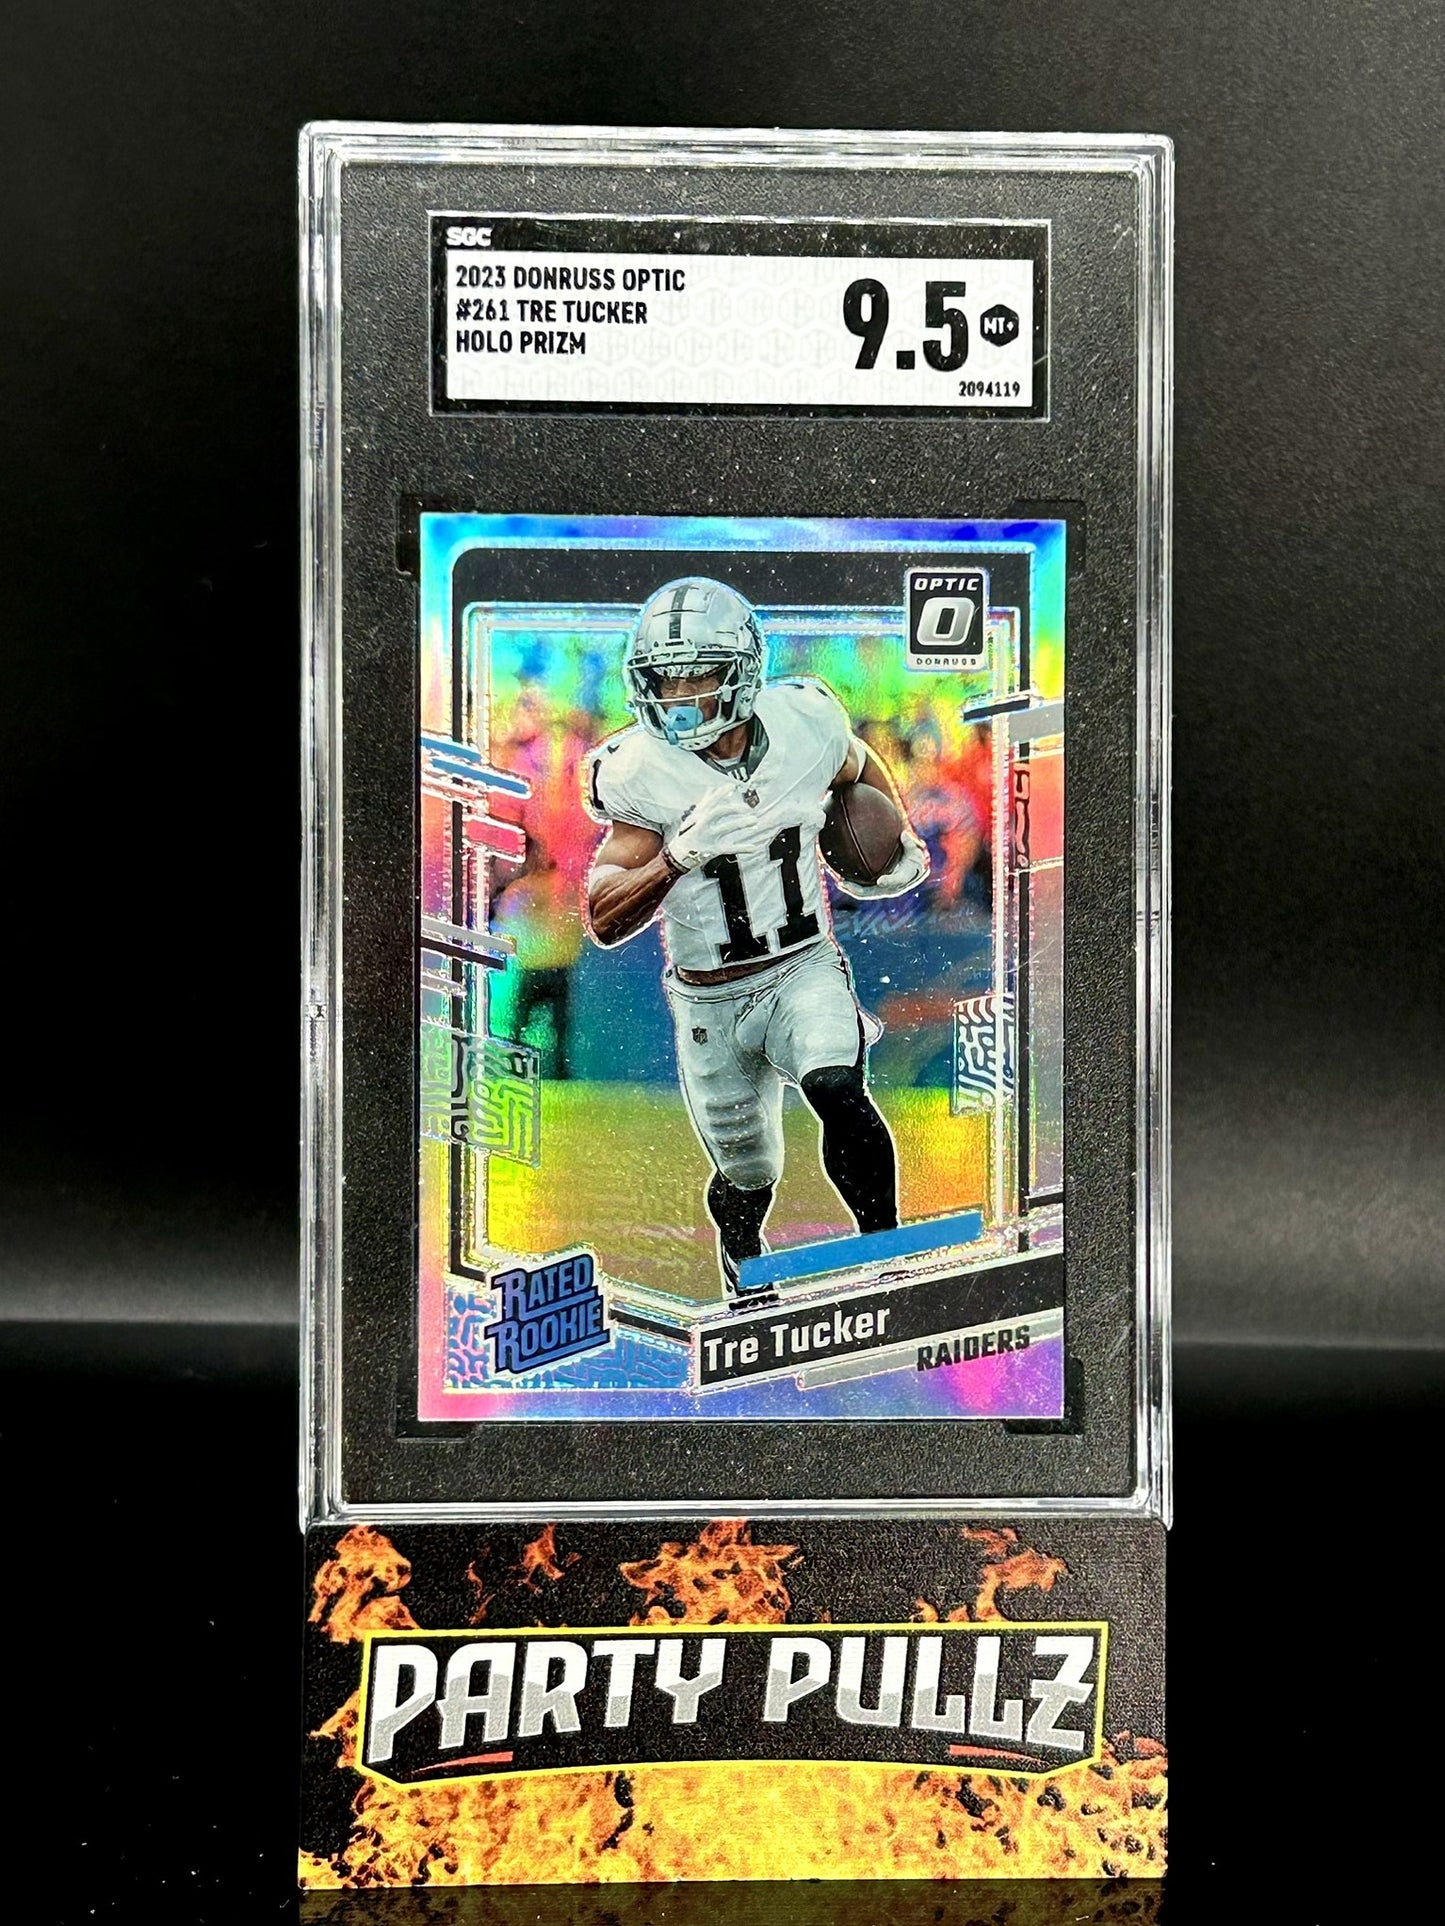 SGC
2023 DONRUSS OPTIC
#261 TRE TUCKER
HOLO PRIZM
9.5 MT+
2094119
OPTIC
O
DONRUSS
11
11
RATED
ROOKIE
Tre Tucker
RAIDERS
PARTY PULLZ